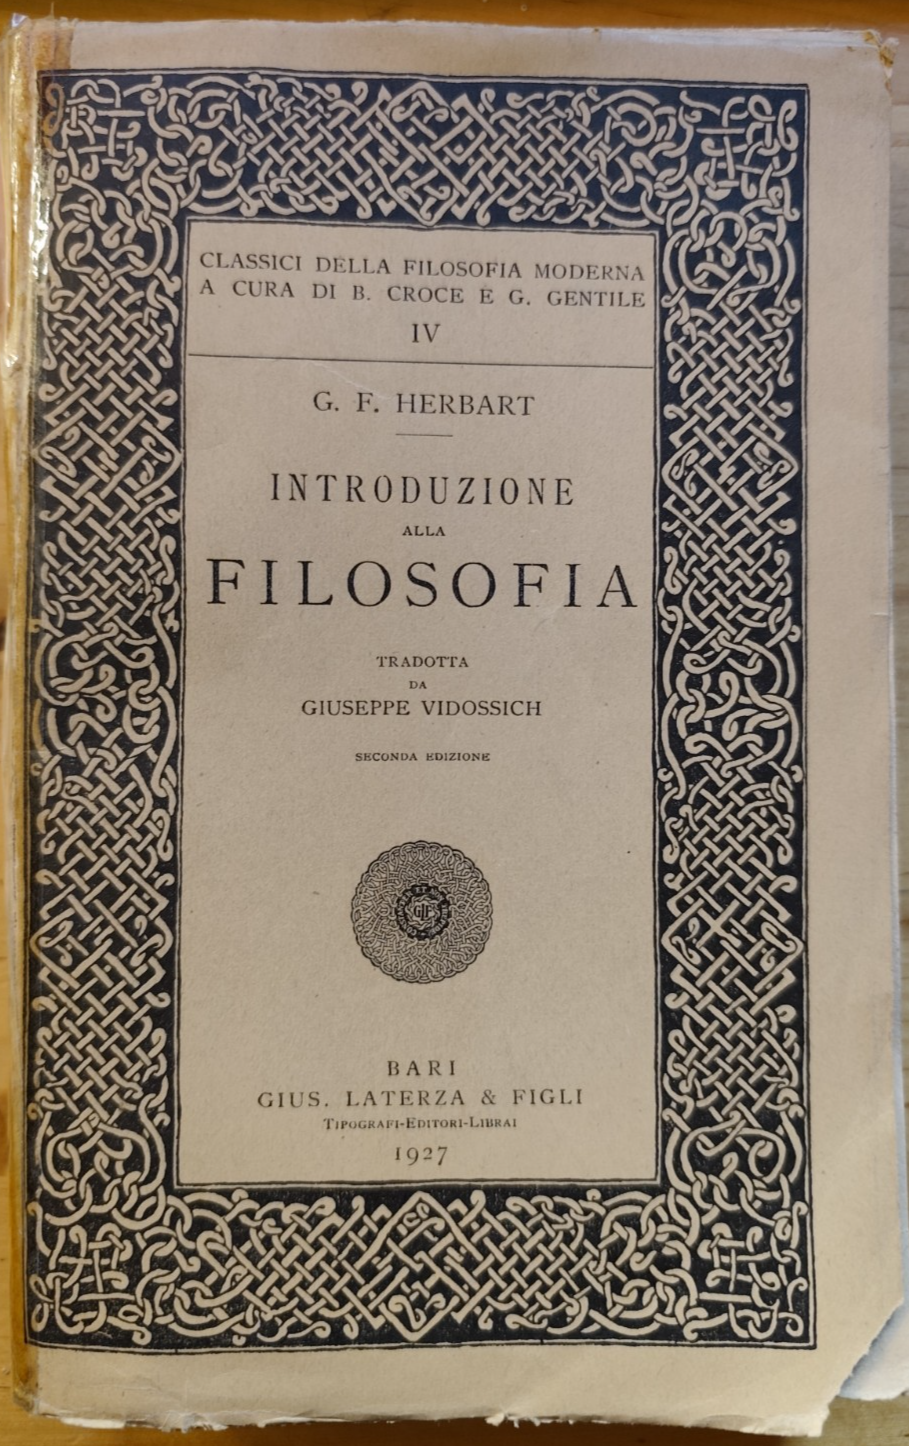 CLASSICI DELLA FILOSOFIA MODERNA
A CURA DI B. CROCE E G. GENTILE
IV
G. F. HERBART
INTRODUZIONE
ALLA
FILOSOFIA
TRADOTTA
DA
GIUSEPPE VIDOSSICH
SECONDA EDIZIONE
BARI
GIUS. LATERZA & FIGLI
TIPOGRAFI-EDITORI-LIBRAI
1927